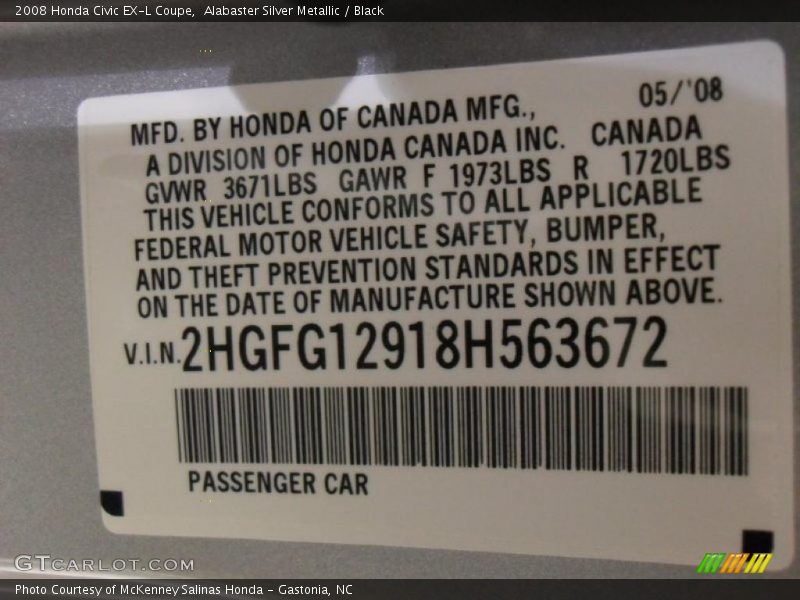 2008 Honda Civic EX-L Coupe,  Alabaster Silver Metallic / Black
05/'08
MFD. BY HONDA OF CANADA MFG.,
A DIVISION OF HONDA CANADA INC.  CANADA
GVWR 3671LBS GAWR F 1973LBS R 1720LBS
THIS VEHICLE CONFORMS TO ALL APPLICABLE
FEDERAL MOTOR VEHICLE SAFETY, BUMPER,
AND THEFT PREVENTION STANDARDS IN EFFECT
ON THE DATE OF MANUFACTURE SHOWN ABOVE.
V.I.N. 2HGFG12918H563672
PASSENGER CAR
GTCARLOT.COM
Photo Courtesy of McKenney Salinas Honda - Gastonia, NC